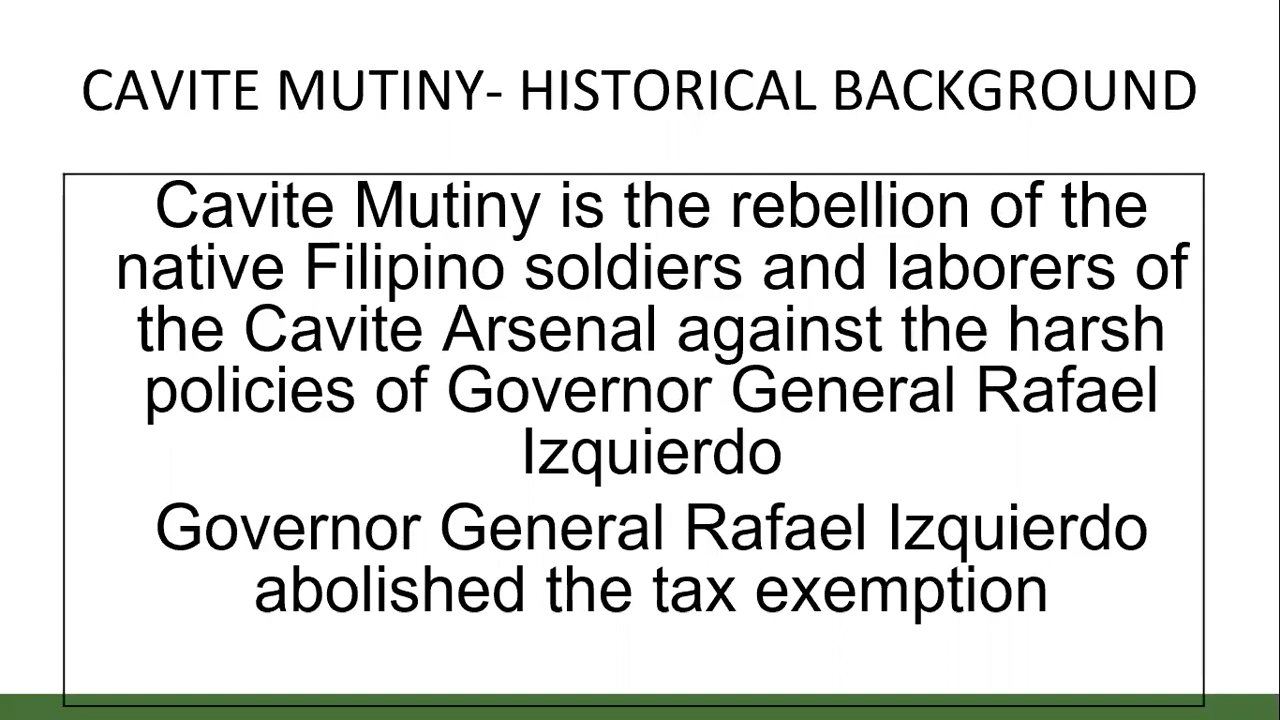 CAVITE MUTINY- HISTORICAL BACKGROUND
Cavite Mutiny is the rebellion of the
native Filipino soldiers and laborers of
the Cavite Arsenal against the harsh
policies of Governor General Rafael
Izquierdo
Governor General Rafael Izquierdo
abolished the tax exemption